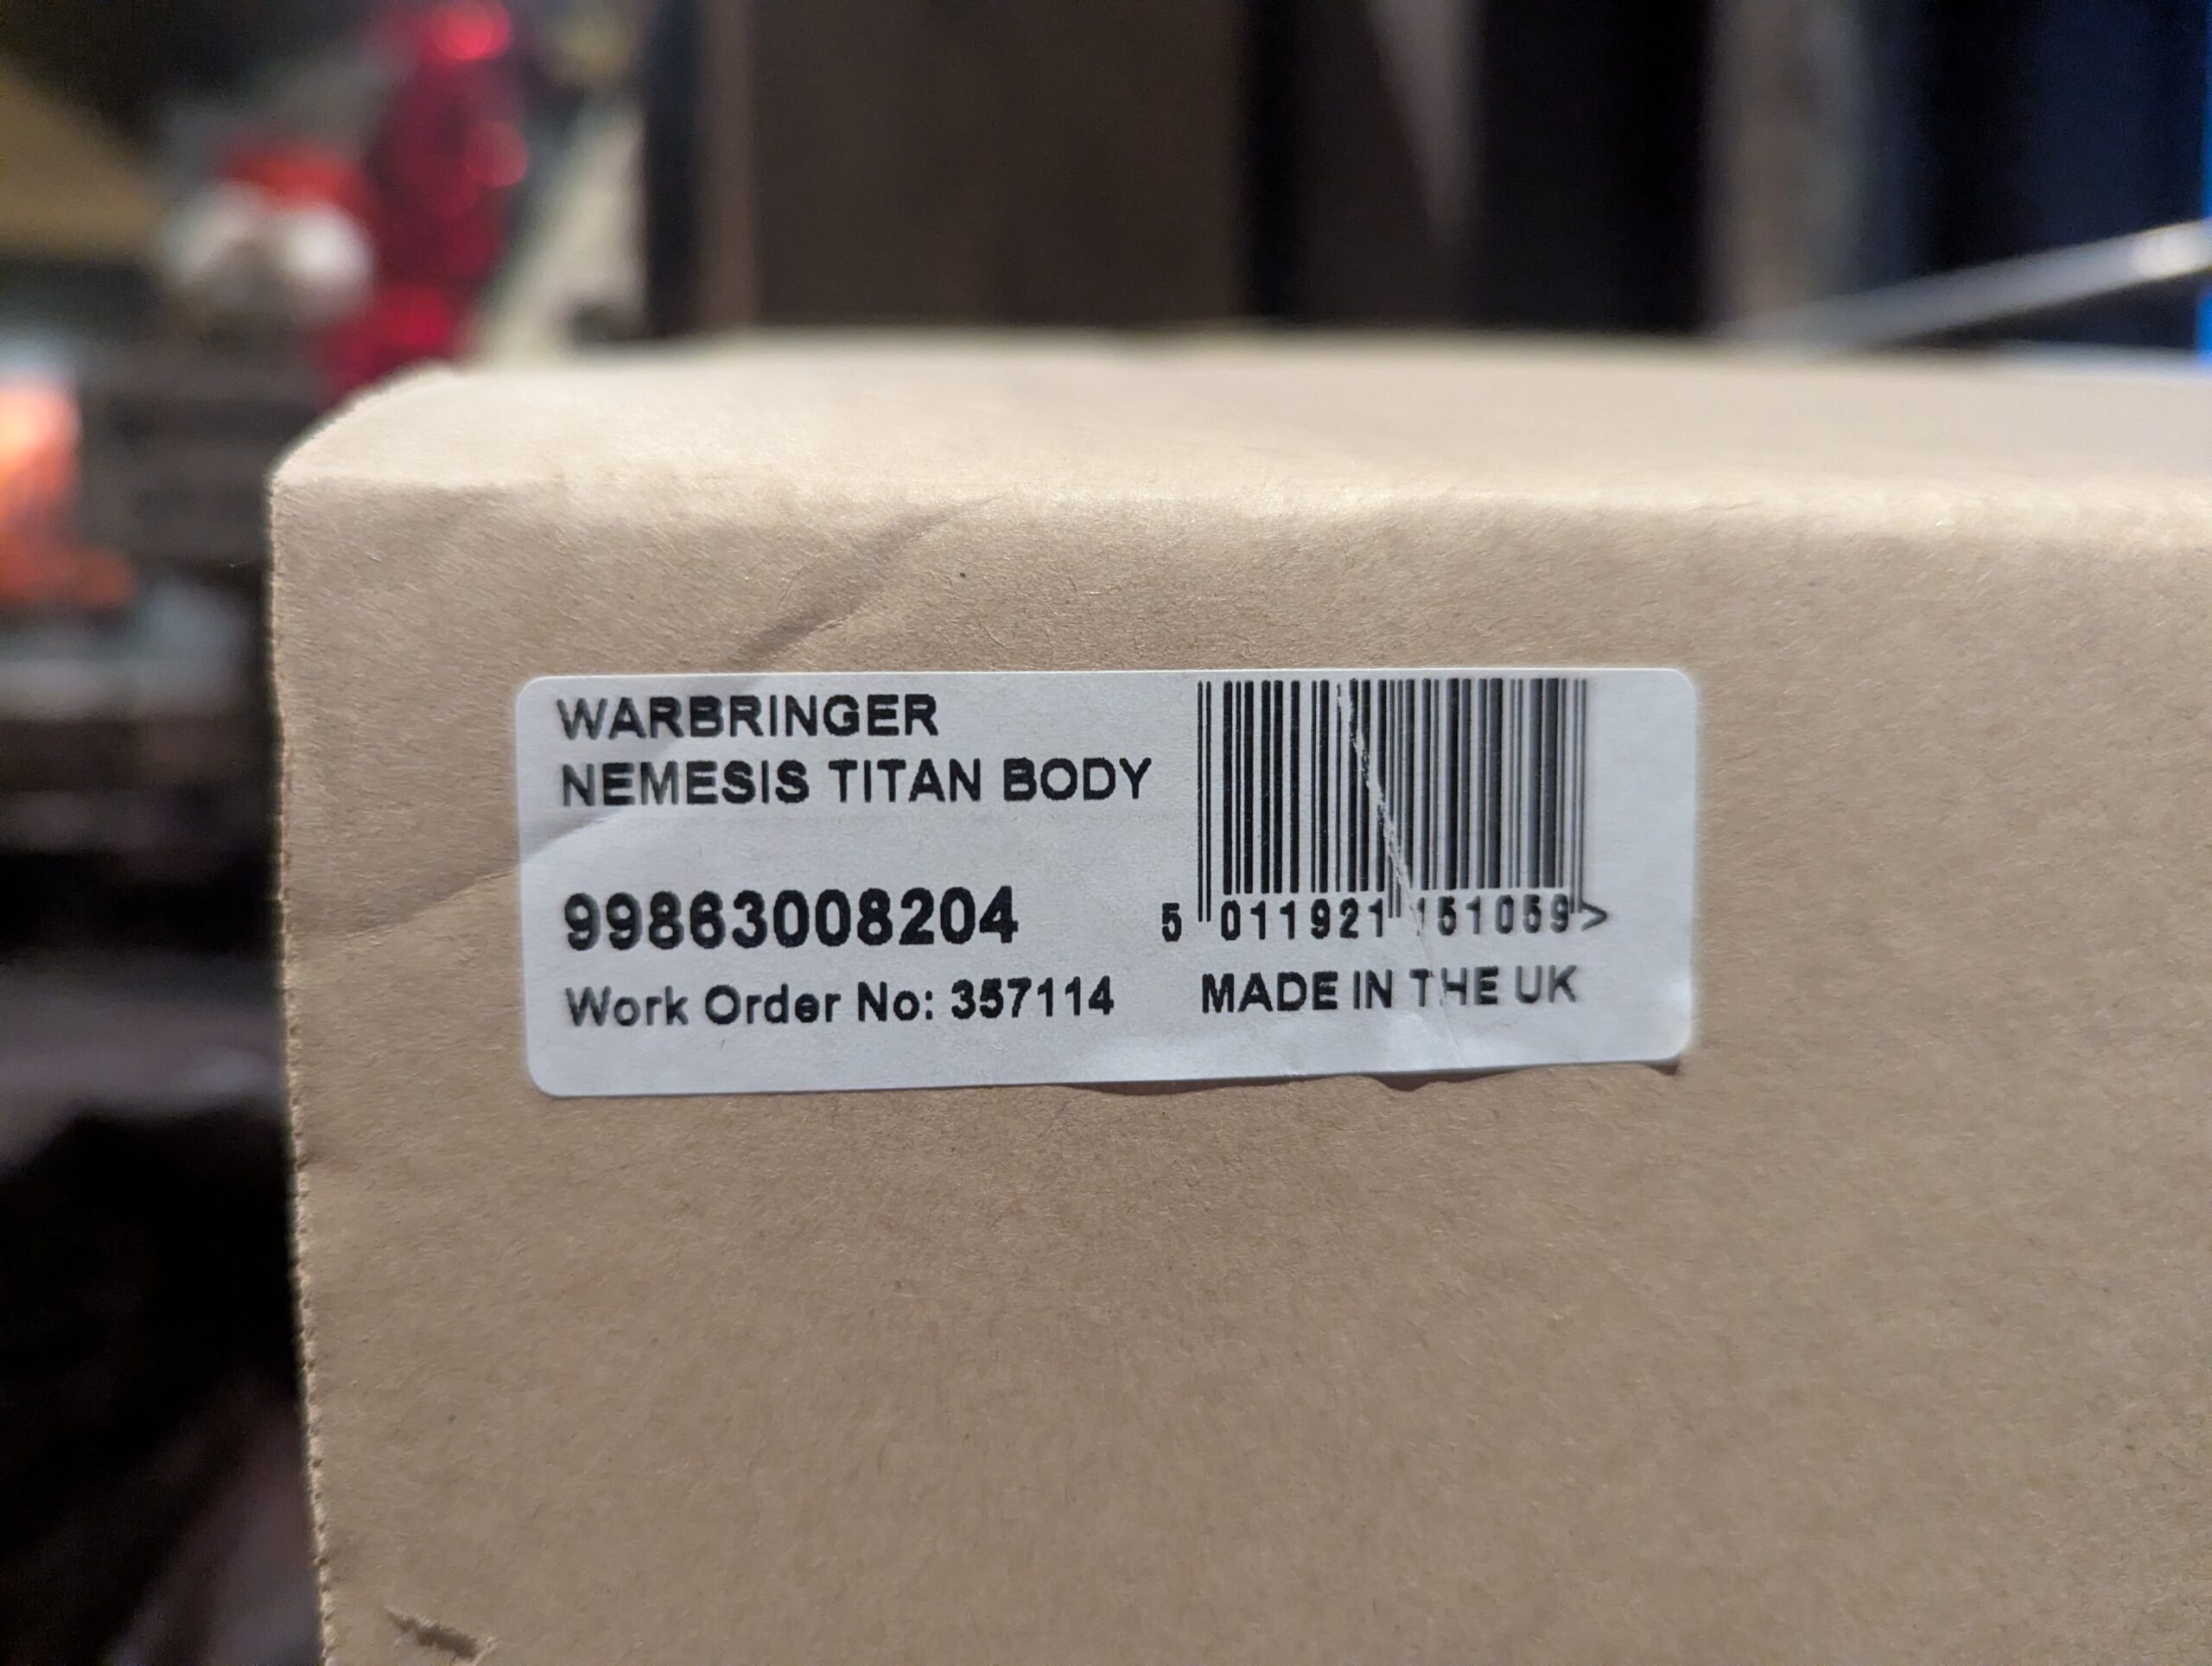 WARBRINGER
NEMESIS TITAN BODY
99863008204
Work Order No: 357114
5 011921 151059 >
MADE IN THE UK